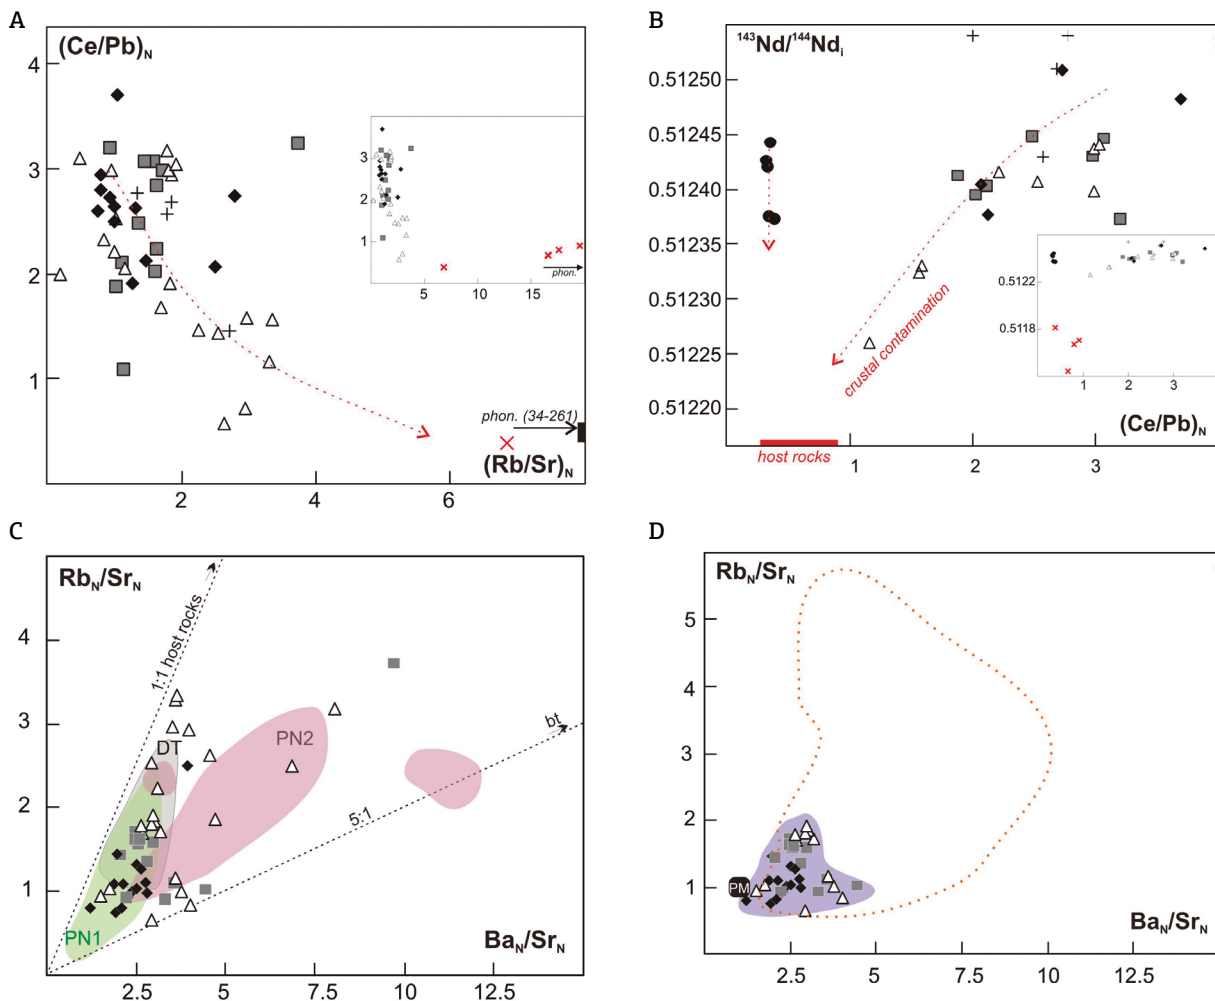 A
(Ce/Pb)N
4
3
2
1
2
4
6
(Rb/Sr)N
phon. (34-261)
3
2
1
5
10
15
phon.
B
143Nd/144Ndi
0.51250
0.51245
0.51240
0.51235
0.51230
0.51225
0.51220
crustal contamination
host rocks
1
2
3
(Ce/Pb)N
0.5122
0.5118
1
2
3
C
RbN/SrN
4
3
2
1
1:1 host rocks
DT
PN2
PN1
bt
5:1
BaN/SrN
2.5
5
7.5
10
12.5
D
RbN/SrN
5
4
3
2
1
PM
BaN/SrN
2.5
5
7.5
10
12.5